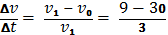 Δv/Δt = (v₁ − v₀)/v₁ = (9 − 30)/3